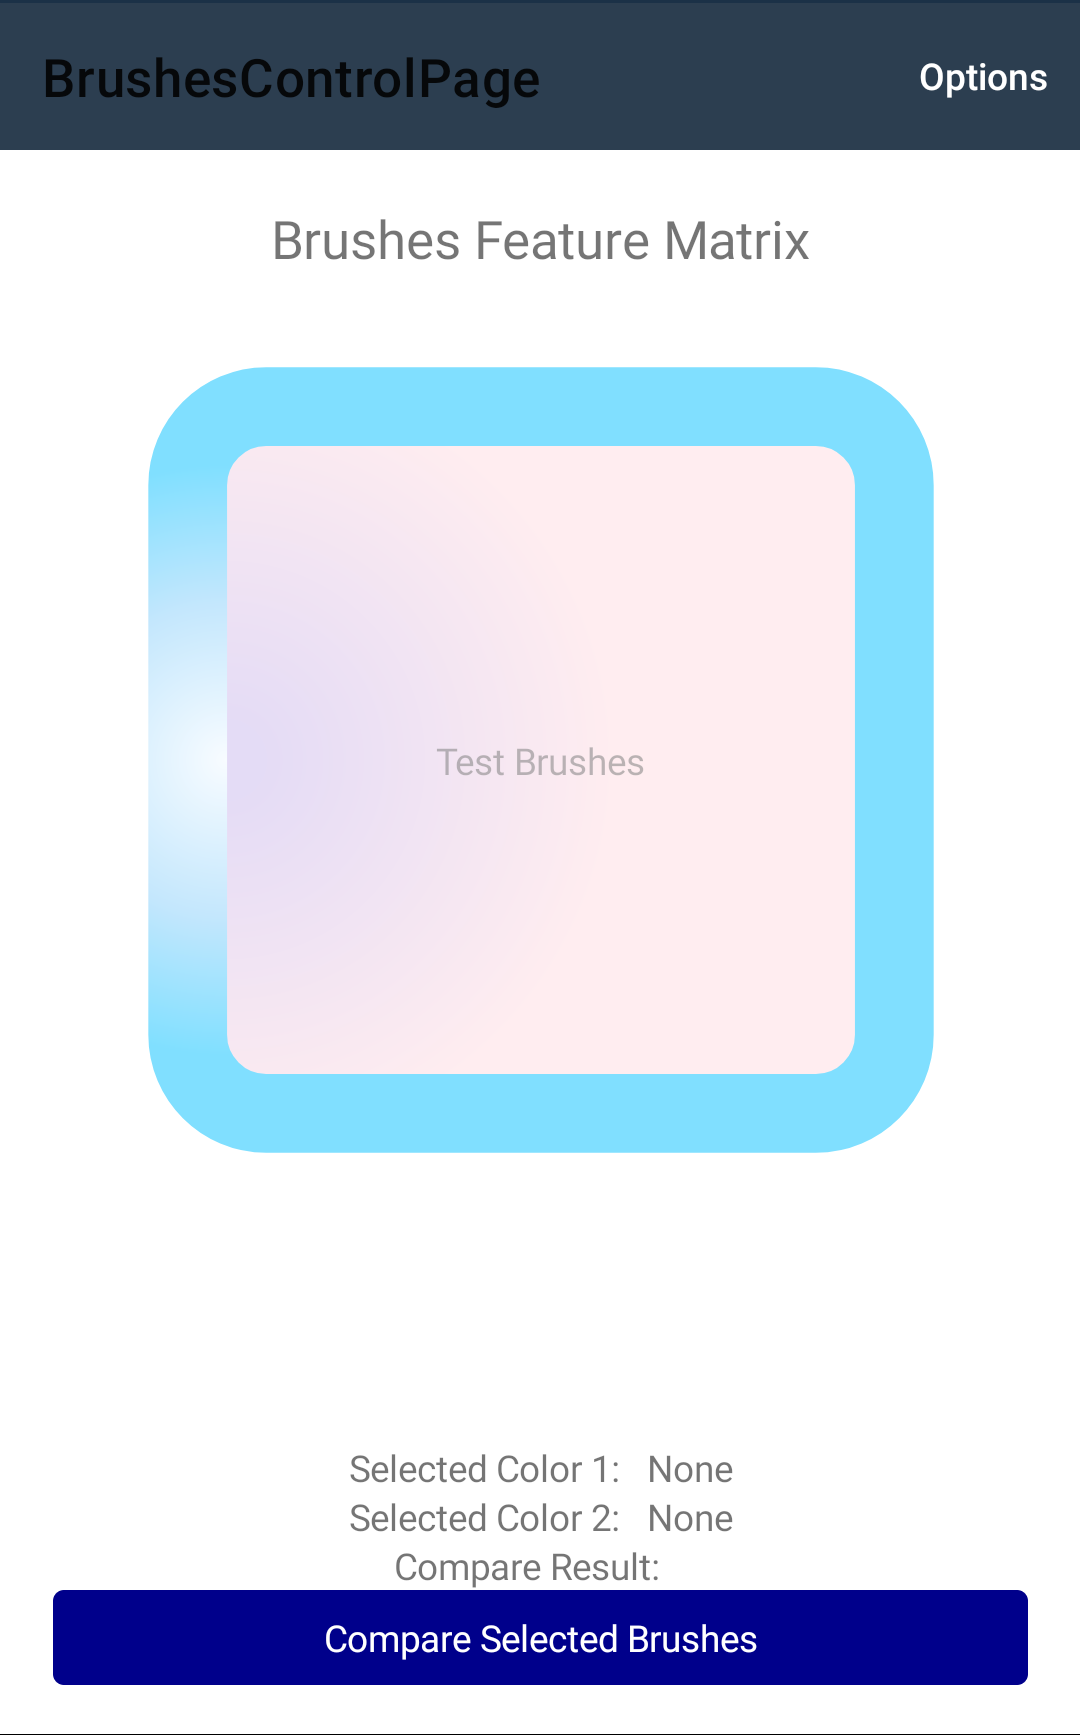 BrushesControlPage
Options
Brushes Feature Matrix
Test Brushes
Selected Color 1: None
Selected Color 2: None
Compare Result:
Compare Selected Brushes